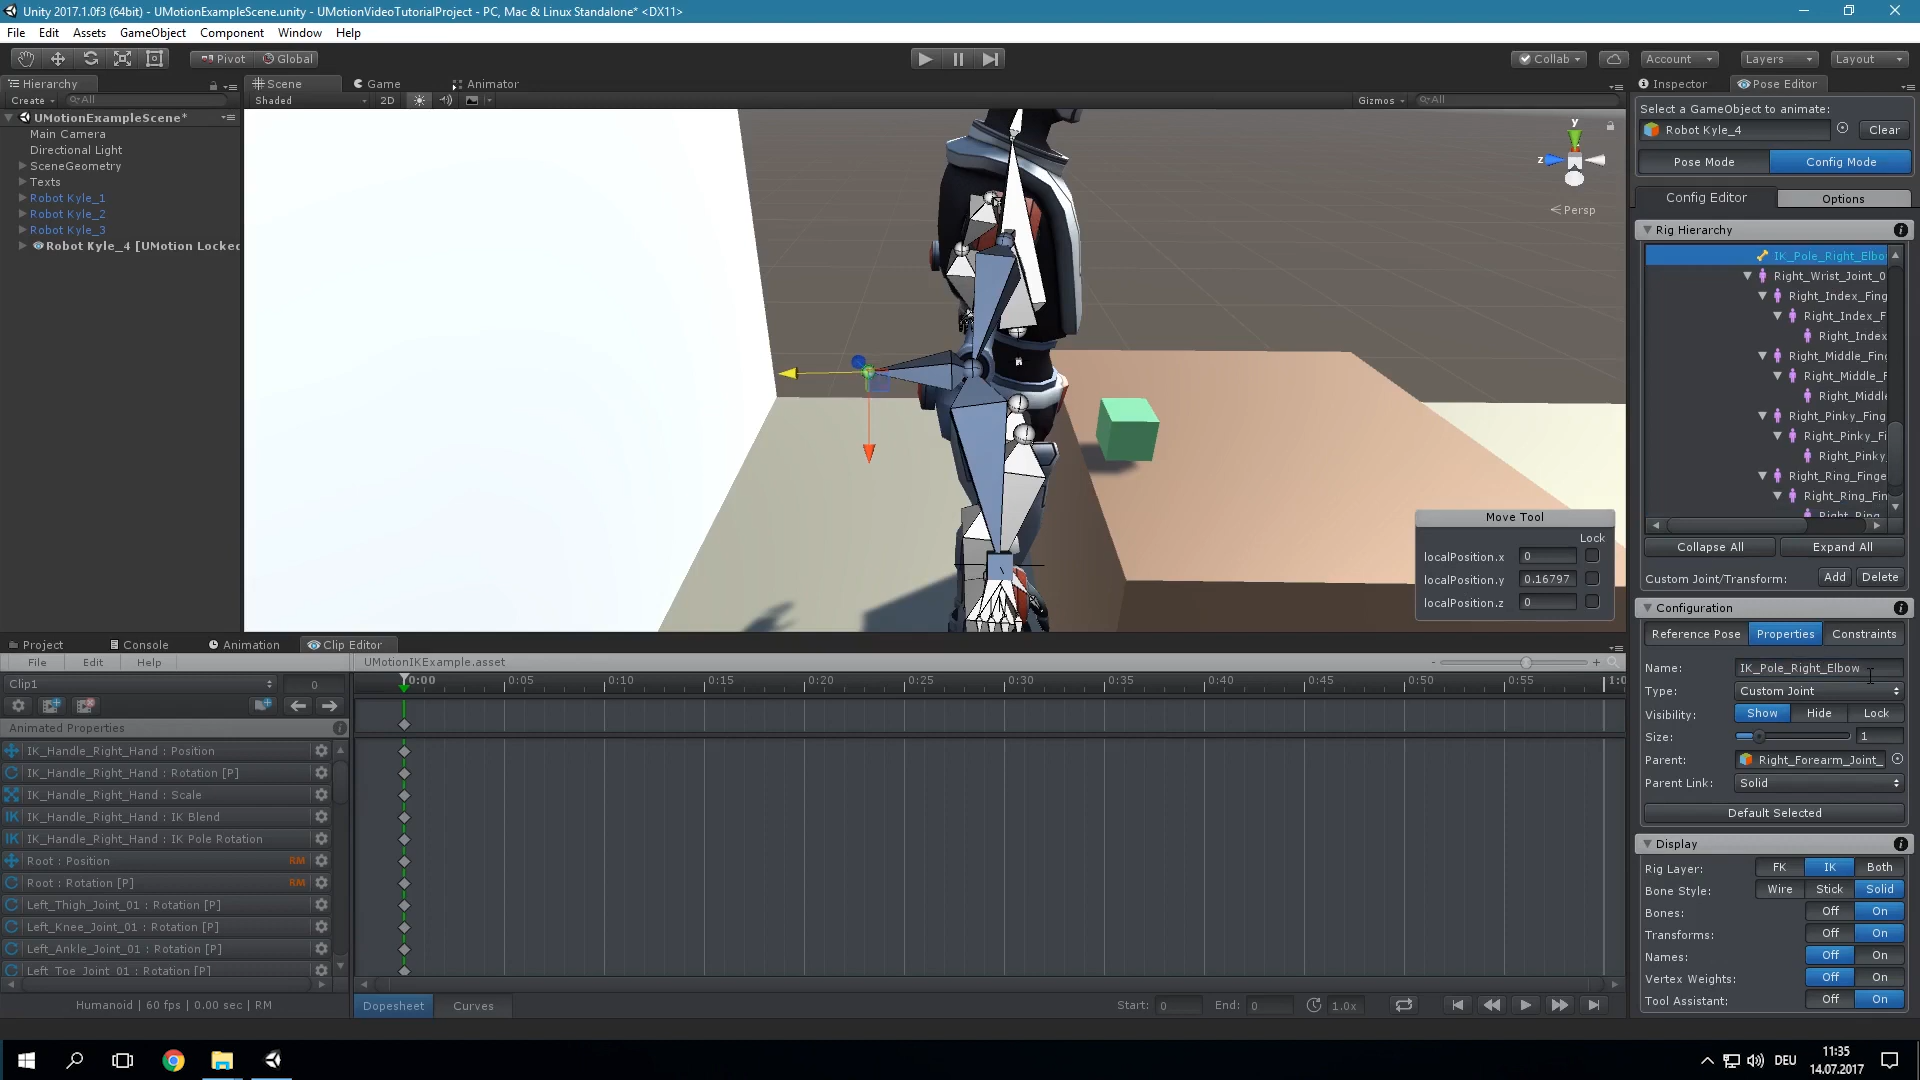 Unity 2017.1.0f3 (64bit) - UMotionExampleScene.unity - UMotionVideoTutorialProject - PC, Mac & Linux Standalone* <DX11>
File Edit Assets GameObject Component Window Help
Pivot Global
Collab Account Layers Layout
Hierarchy
Create All
UMotionExampleScene*
Main Camera
Directional Light
SceneGeometry
Texts
Robot Kyle_1
Robot Kyle_2
Robot Kyle_3
Robot Kyle_4 [UMotion Locked
Scene Game Animator
Shaded 2D Gizmos All
y
z
Persp
Move Tool
Lock
localPosition.x 0
localPosition.y 0.16797
localPosition.z 0
Inspector Pose Editor
Select a GameObject to animate:
Robot Kyle_4 Clear
Pose Mode Config Mode
Config Editor Options
Rig Hierarchy
IK_Pole_Right_Elbo
Right_Wrist_Joint_0
Right_Index_Fing
Right_Index_F
Right_Index
Right_Middle_Fing
Right_Middle_F
Right_Middle
Right_Pinky_Fing
Right_Pinky_Fi
Right_Pinky_
Right_Ring_Finge
Right_Ring_Fin
Right_Ring
Collapse All Expand All
Custom Joint/Transform: Add Delete
Configuration
Reference Pose Properties Constraints
Name: IK_Pole_Right_Elbow
Type: Custom Joint
Visibility: Show Hide Lock
Size: 1
Parent: Right_Forearm_Joint_
Parent Link: Solid
Default Selected
Display
Rig Layer: FK IK Both
Bone Style: Wire Stick Solid
Bones: Off On
Transforms: Off On
Names: Off On
Vertex Weights: Off On
Tool Assistant: Off On
Project Console Animation Clip Editor
File Edit Help
UMotionIKExample.asset
Clip1 0
0:00 0:05 0:10 0:15 0:20 0:25 0:30 0:35 0:40 0:45 0:50 0:55 1:0
Animated Properties
IK_Handle_Right_Hand : Position
IK_Handle_Right_Hand : Rotation [P]
IK_Handle_Right_Hand : Scale
IK_Handle_Right_Hand : IK Blend
IK_Handle_Right_Hand : IK Pole Rotation
Root : Position RM
Root : Rotation [P] RM
Left_Thigh_Joint_01 : Rotation [P]
Left_Knee_Joint_01 : Rotation [P]
Left_Ankle_Joint_01 : Rotation [P]
Left_Toe_Joint_01 : Rotation [P]
Humanoid | 60 fps | 0.00 sec | RM
Dopesheet Curves
Start: 0 End: 0 1.0x
DEU
11:35
14.07.2017